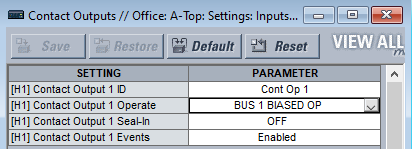 Contact Outputs // Office: A-Top: Settings: Inputs...
Save Restore Default Reset VIEW ALL
SETTING PARAMETER
[H1] Contact Output 1 ID Cont Op 1
[H1] Contact Output 1 Operate BUS 1 BIASED OP
[H1] Contact Output 1 Seal-In OFF
[H1] Contact Output 1 Events Enabled